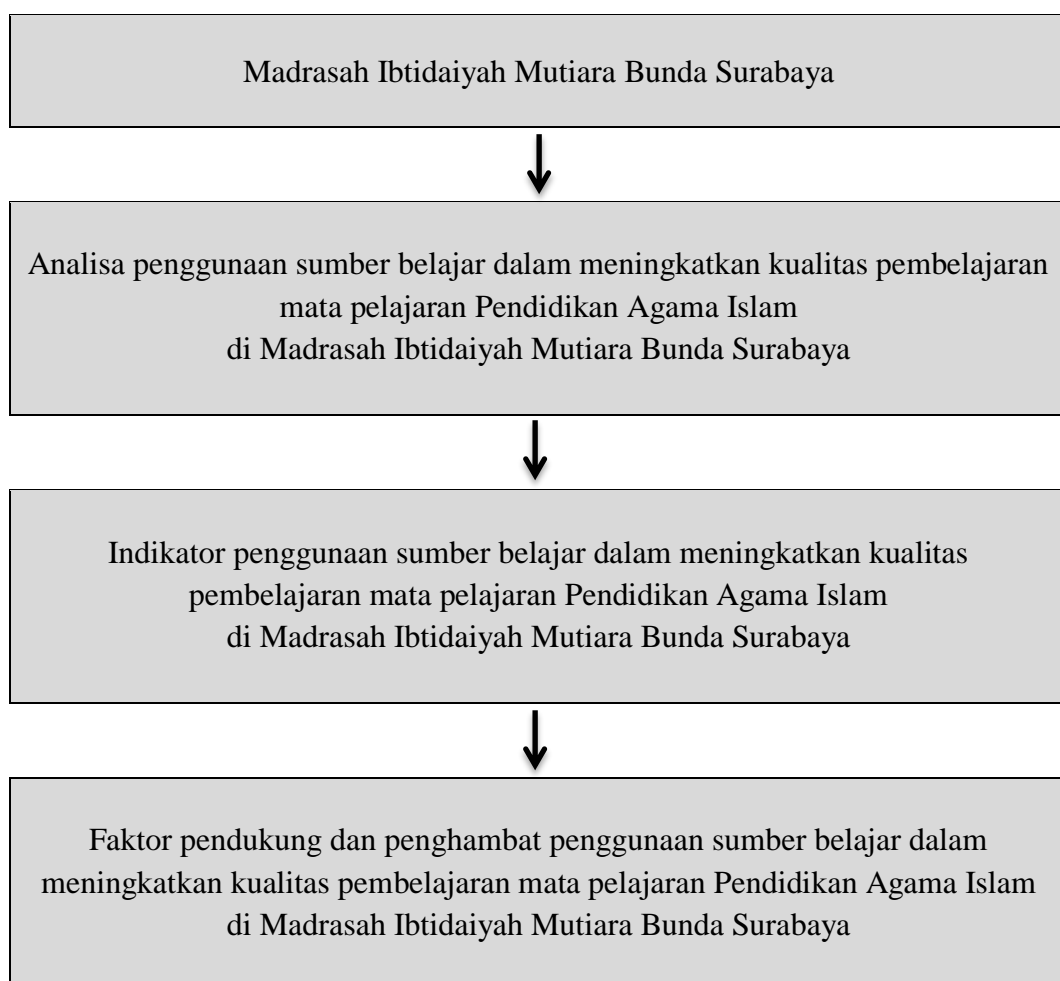 Madrasah Ibtidaiyah Mutiara Bunda Surabaya
Analisa penggunaan sumber belajar dalam meningkatkan kualitas pembelajaran
mata pelajaran Pendidikan Agama Islam
di Madrasah Ibtidaiyah Mutiara Bunda Surabaya
Indikator penggunaan sumber belajar dalam meningkatkan kualitas
pembelajaran mata pelajaran Pendidikan Agama Islam
di Madrasah Ibtidaiyah Mutiara Bunda Surabaya
Faktor pendukung dan penghambat penggunaan sumber belajar dalam
meningkatkan kualitas pembelajaran mata pelajaran Pendidikan Agama Islam
di Madrasah Ibtidaiyah Mutiara Bunda Surabaya